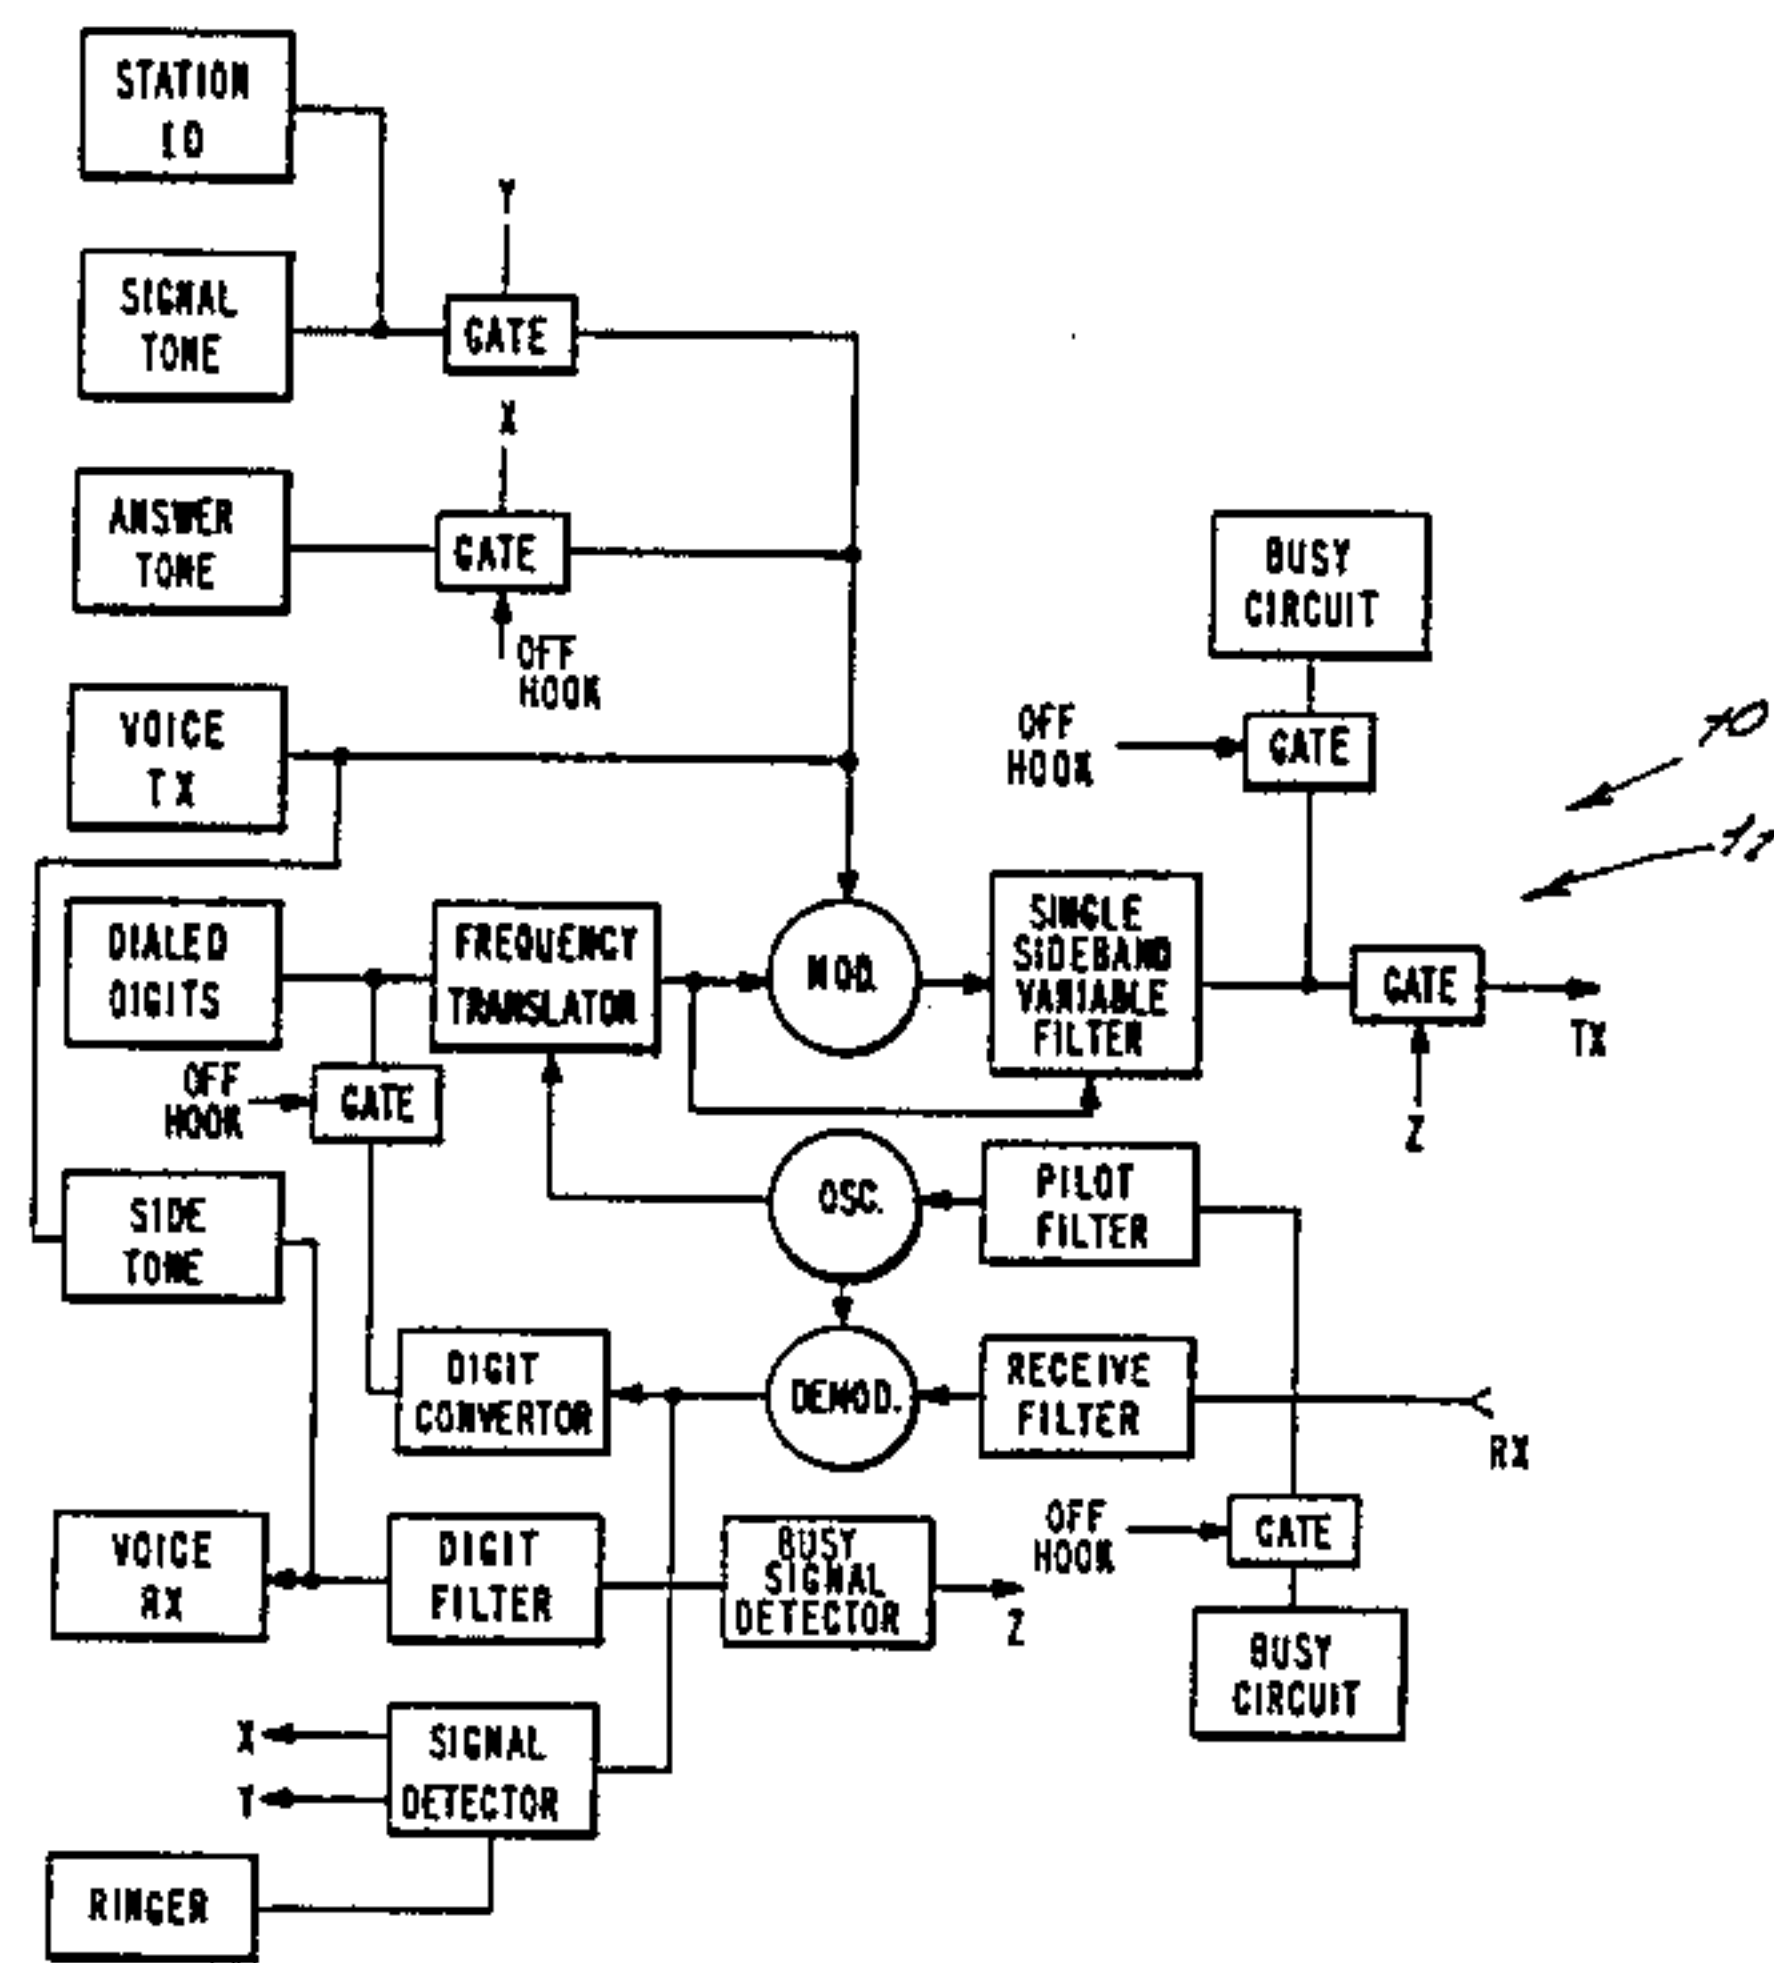 STATION
ID
SIGNAL
TONE
Y
GATE
X
ANSWER
TONE
GATE
OFF
HOOK
BUSY
CIRCUIT
VOICE
TX
OFF
HOOK
GATE
10
11
DIALED
DIGITS
FREQUENCY
TRANSLATOR
MOD.
SINGLE
SIDEBAND
VARIABLE
FILTER
GATE
TX
Z
OFF
HOOK
GATE
SIDE
TONE
OSC.
PILOT
FILTER
DIGIT
CONVERTOR
DEMOD.
RECEIVE
FILTER
RX
VOICE
RX
DIGIT
FILTER
BUSY
SIGNAL
DETECTOR
Z
OFF
HOOK
GATE
BUSY
CIRCUIT
X
Y
SIGNAL
DETECTOR
RINGER